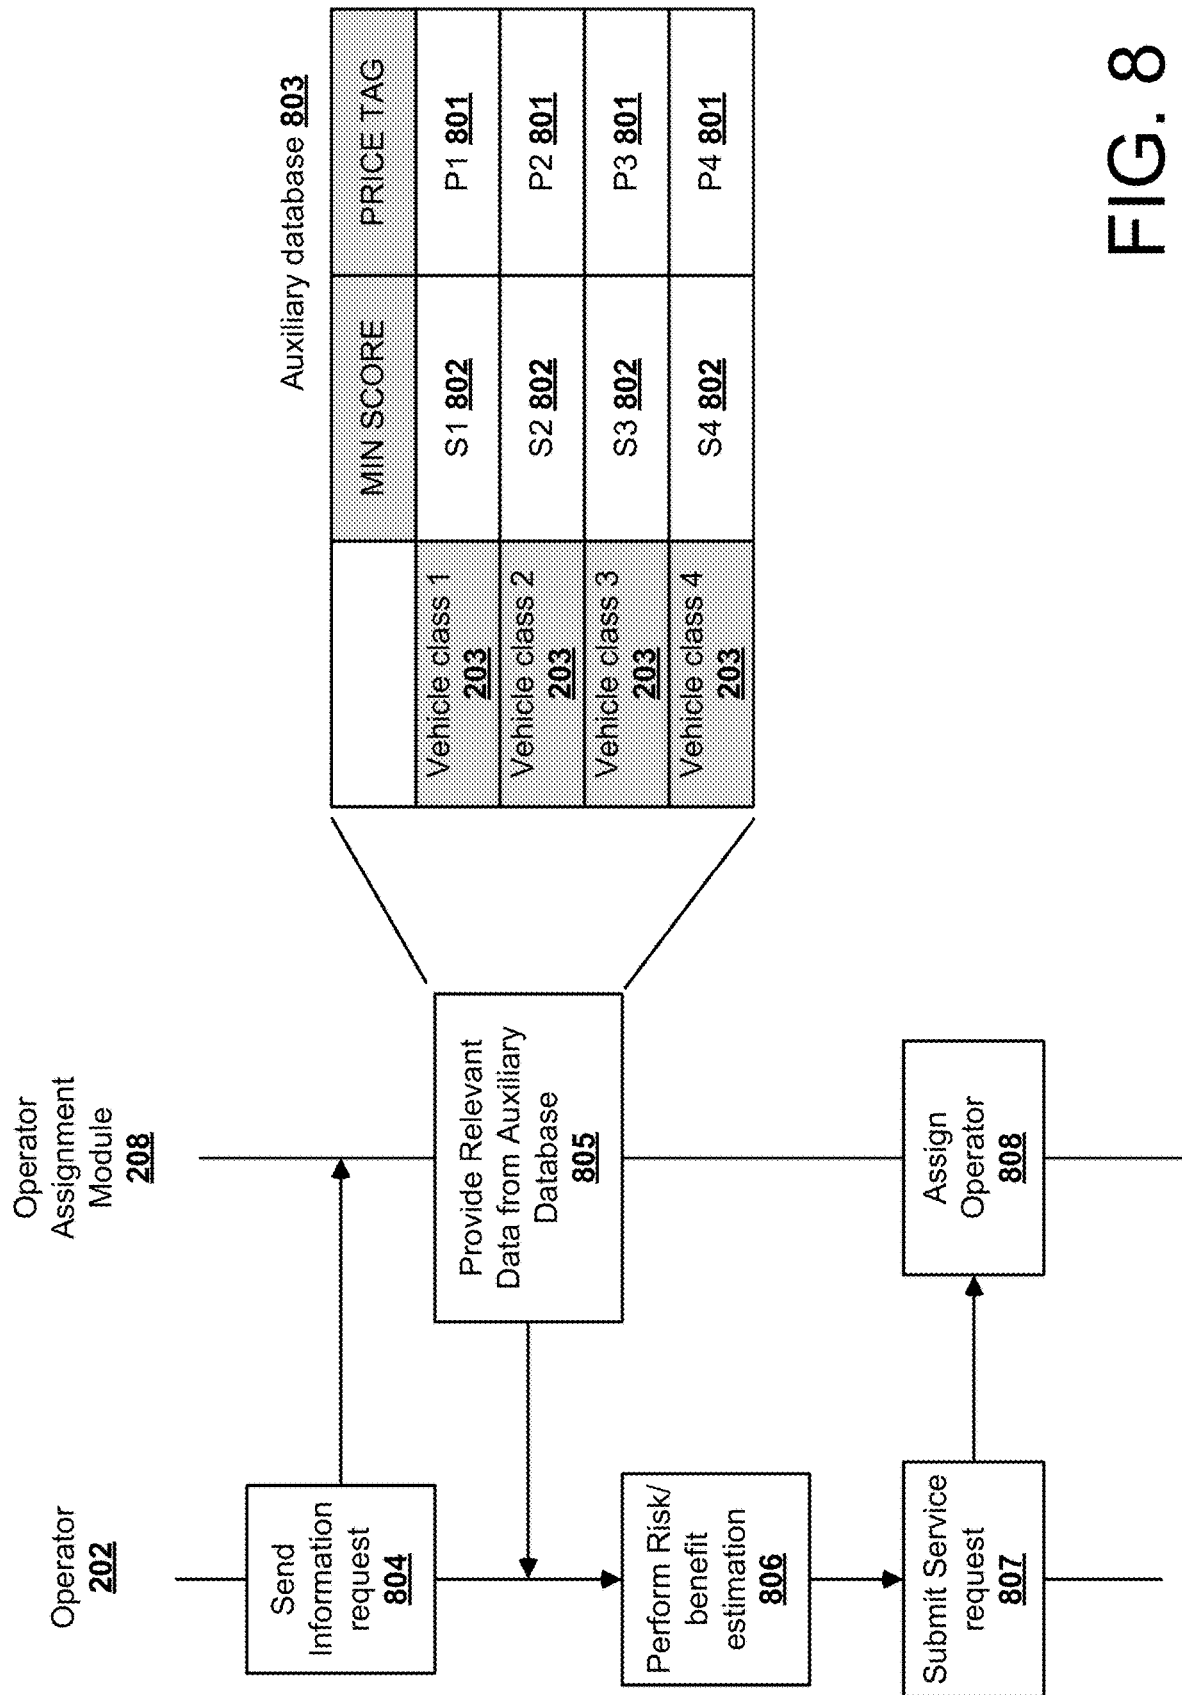 Operator
202
Operator
Assignment
Module
208
Send
Information
request
804
Provide Relevant
Data from Auxiliary
Database
805
Perform Risk/
benefit
estimation
806
Submit Service
request
807
Assign
Operator
808
Auxiliary database 803
MIN SCORE
PRICE TAG
Vehicle class 1
203
S1 802
P1 801
Vehicle class 2
203
S2 802
P2 801
Vehicle class 3
203
S3 802
P3 801
Vehicle class 4
203
S4 802
P4 801
FIG. 8